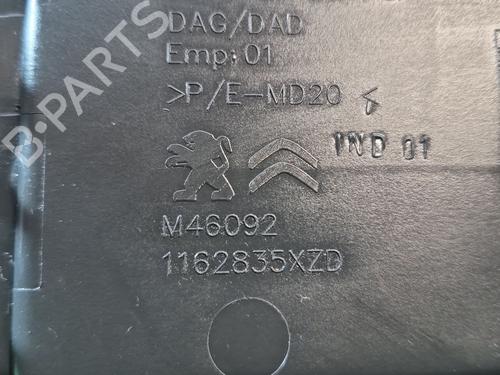 DAG/DAD
Emp:01
>P/E-MD20<
IND 01
M46092
1162835XZD
B-PARTS